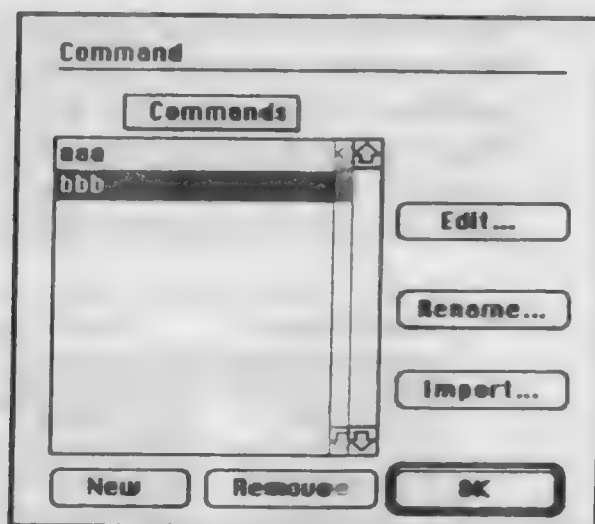 Command
Commands
aaa
bbb
Edit...
Rename...
Import...
New
Remove
OK